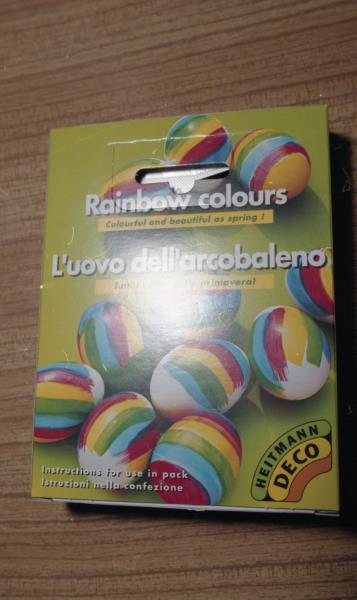 Rainbow colours
Colourful and beautiful as spring !
L'uovo dell'arcobaleno
primavera!
Instructions for use in pack
Istruzioni nella confezione
HEITMANN
DECO